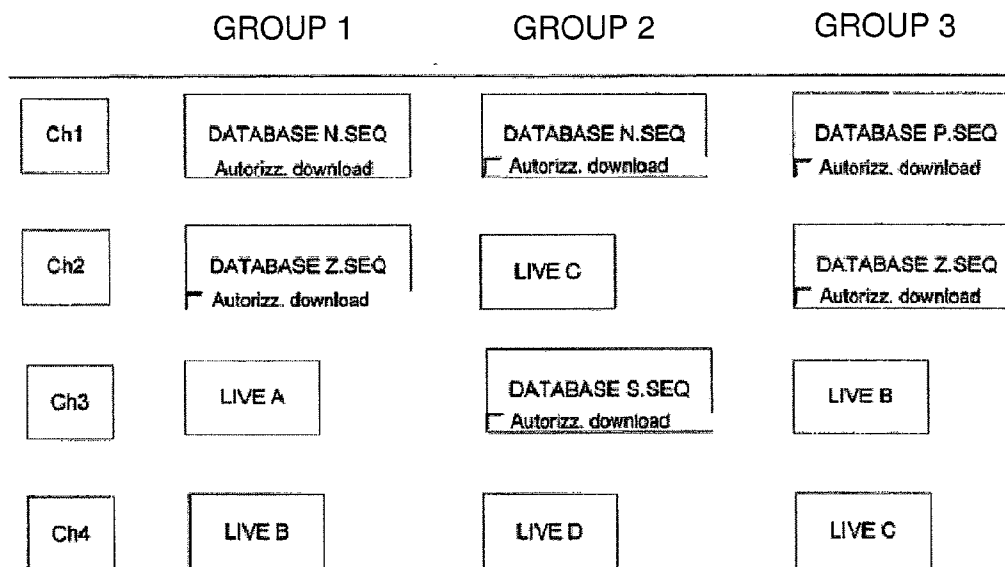 GROUP 1 GROUP 2 GROUP 3
Ch1 DATABASE N.SEQ DATABASE N.SEQ DATABASE P.SEQ
Autorizz. download Autorizz. download Autorizz. download
Ch2 DATABASE Z.SEQ LIVE C DATABASE Z.SEQ
Autorizz. download Autorizz. download
Ch3 LIVE A DATABASE S.SEQ LIVE B
Autorizz. download
Ch4 LIVE B LIVE D LIVE C